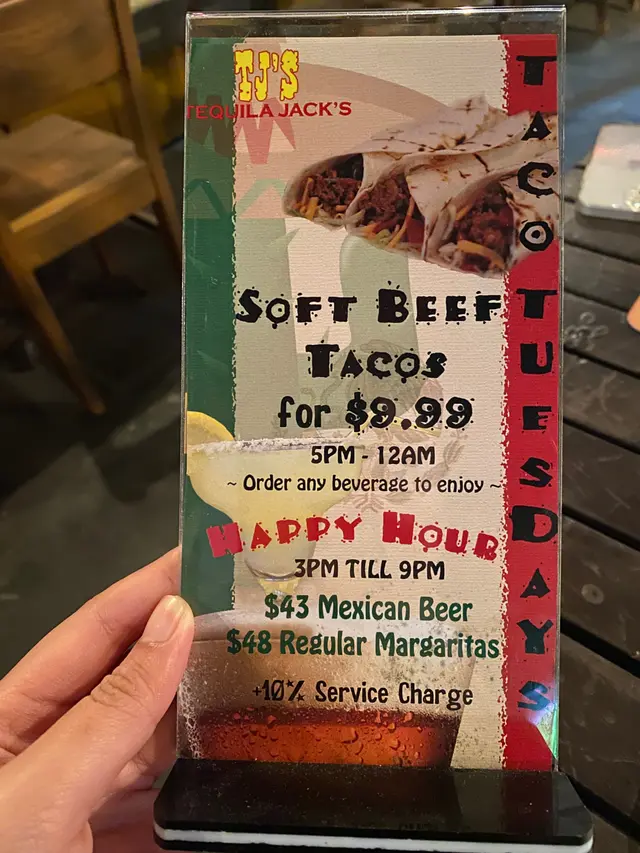 TJ'S
TEQUILA JACK'S
TACO TUESDAYS
SOFT BEEF
TACOS
for $9.99
5PM - 12AM
~ Order any beverage to enjoy ~
HAPPY HOUR
3PM TILL 9PM
$43 Mexican Beer
$48 Regular Margaritas
+10% Service Charge